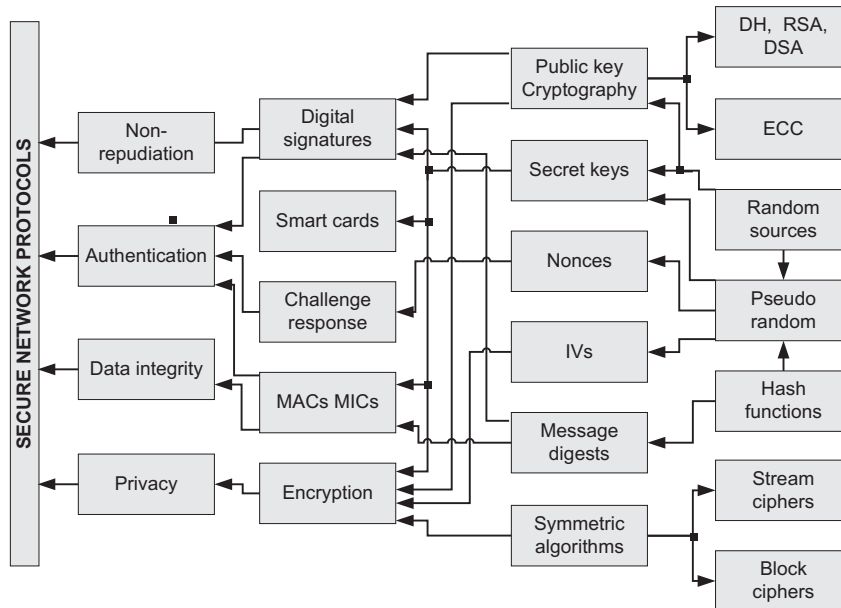 SECURE NETWORK PROTOCOLS
Non-
repudiation
Authentication
Data integrity
Privacy
Digital
signatures
Smart cards
Challenge
response
MACs MICs
Encryption
Public key
Cryptography
Secret keys
Nonces
IVs
Message
digests
Symmetric
algorithms
DH, RSA,
DSA
ECC
Random
sources
Pseudo
random
Hash
functions
Stream
ciphers
Block
ciphers